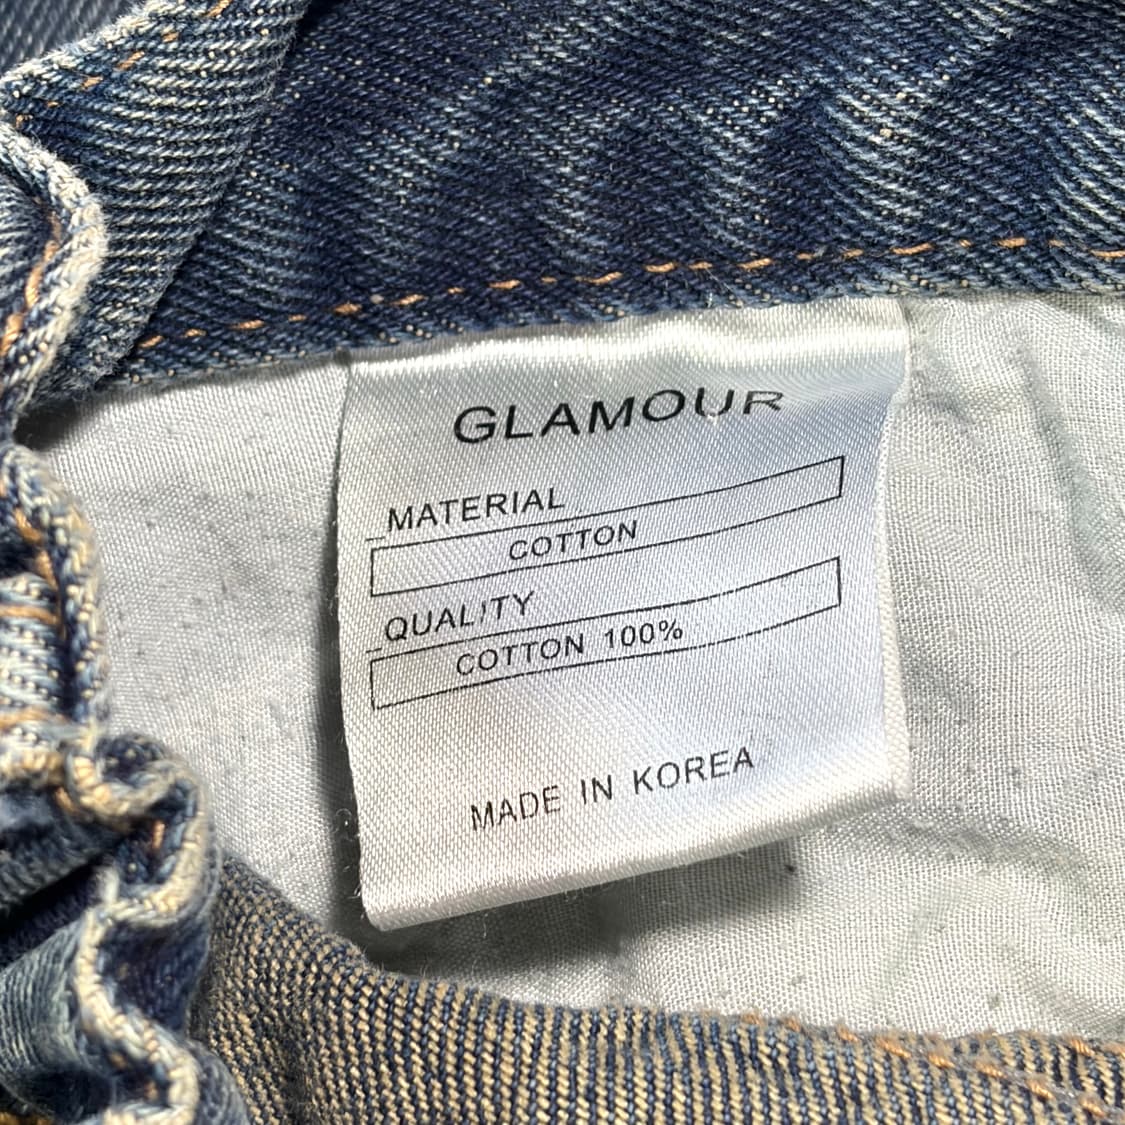 GLAMOUR
MATERIAL
COTTON
QUALITY
COTTON 100%
MADE IN KOREA